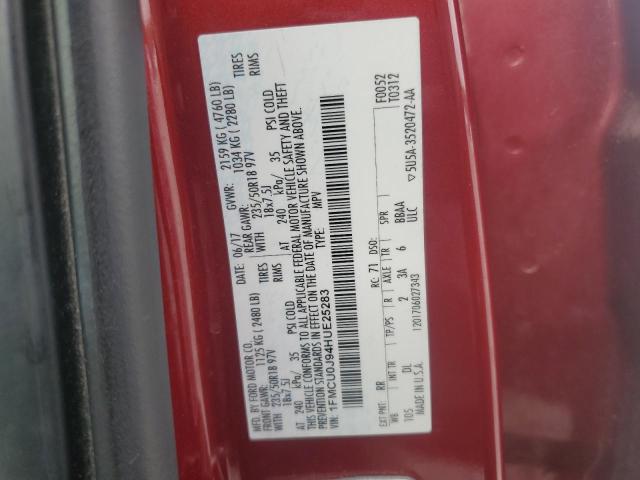 MFD. BY FORD MOTOR CO.
DATE: 06/17 GVWR: 2159 KG ( 4760 LB)
FRONT GAWR: 1125 KG ( 2480 LB) REAR GAWR: 1034 KG ( 2280 LB)
WITH 235/50R18 97V TIRES WITH 235/50R18 97V TIRES
18x7.5J RIMS 18x7.5J RIMS
AT 240 kPa/ 35 PSI COLD AT 240 kPa/ 35 PSI COLD
THIS VEHICLE CONFORMS TO ALL APPLICABLE FEDERAL MOTOR VEHICLE SAFETY AND THEFT
PREVENTION STANDARDS IN EFFECT ON THE DATE OF MANUFACTURE SHOWN ABOVE.
VIN: 1FMCU0J94HUE25283 TYPE: MPV
F0052
T0312
EXT PNT: RR RC: 71 DSO:
WB INT TR TP/PS R AXLE TR SPR
105 DL 2 3A 6 BBAA
ULC
MADE IN U.S.A. 1201706027343
▽5U5A-3520472-AA